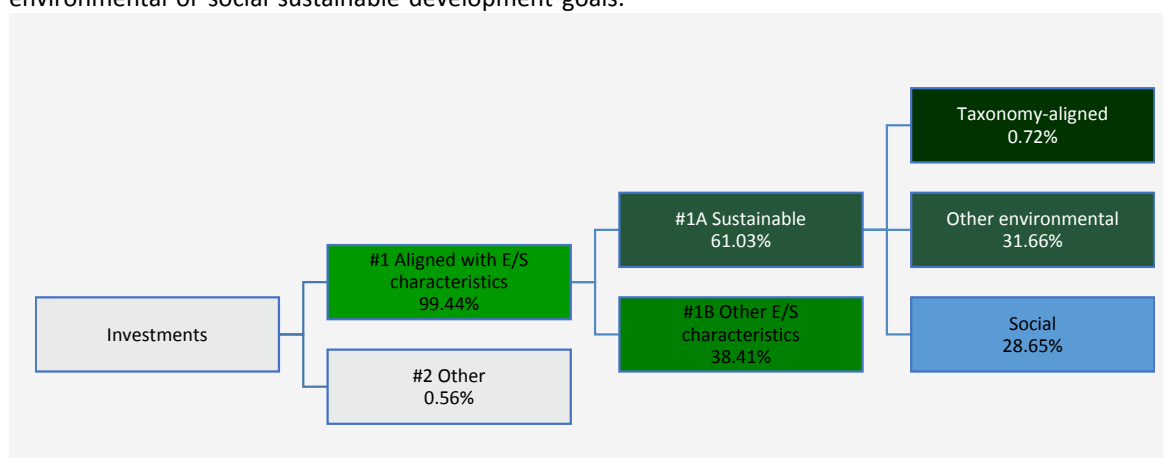 environmental or social sustainable development goals.
Investments
#1 Aligned with E/S
characteristics
99.44%
#2 Other
0.56%
#1A Sustainable
61.03%
#1B Other E/S
characteristics
38.41%
Taxonomy-aligned
0.72%
Other environmental
31.66%
Social
28.65%